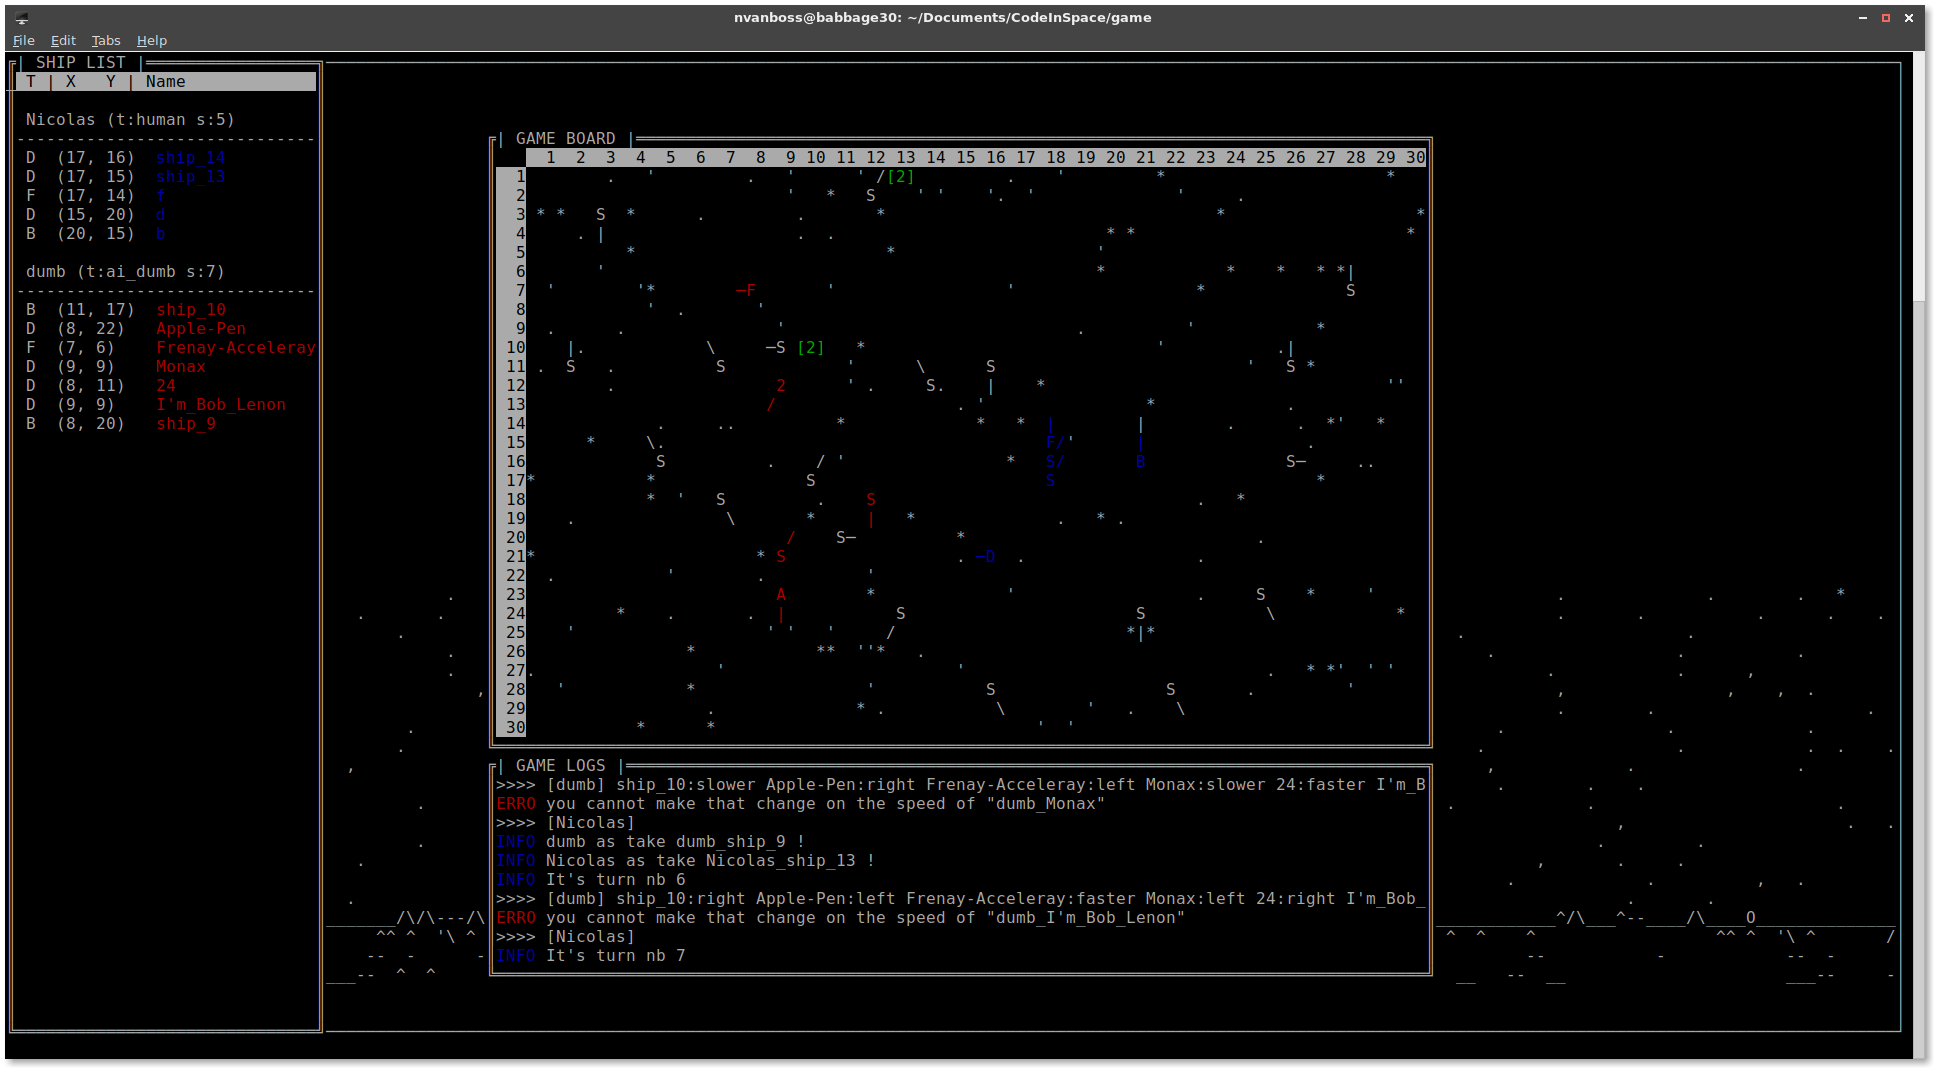 nvanboss@babbage30: ~/Documents/CodeInSpace/game
File Edit Tabs Help
| SHIP LIST |
T | X Y | Name
Nicolas (t:human s:5)
------------------------------
D (17, 16) ship_14
D (17, 15) ship_13
F (17, 14) f
D (15, 20) d
B (20, 15) b
dumb (t:ai_dumb s:7)
------------------------------
B (11, 17) ship_10
D (8, 22) Apple-Pen
F (7, 6) Frenay-Acceleray
D (9, 9) Monax
D (8, 11) 24
D (9, 9) I'm_Bob_Lenon
B (8, 20) ship_9
| GAME BOARD |
1 2 3 4 5 6 7 8 9 10 11 12 13 14 15 16 17 18 19 20 21 22 23 24 25 26 27 28 29 30
1 . ' . ' ' /[2] . ' * *
2 ' * S ' ' '. ' ' .
3 * * S * . . * * *
4 . | . . * * *
5 * * '
6 ' * * * * *|
7 ' '* —F ' ' * S
8 ' . '
9 . . ' . ' *
10 |. \ —S [2] * ' .|
11 . S . S ' \ S ' S *
12 . 2 ' . S. | * ''
13 / . ' * .
14 . .. * * * | | . . *' *
15 * \. F/' | .
16 S . / ' * S/ B S— ..
17 * * S S *
18 * ' S . S . *
19 . \ * | * . * .
20 / S— * .
21 * * S . —D . .
22 . ' . '
23 A * ' . S * '
24 * . . | S S \ *
25 ' ' ' ' / *|*
26 * ** ''* .
27 . ' ' . * *' ' '
28 ' * ' S S . '
29 . * . \ ' . \
30 * * ' '
| GAME LOGS |
>>>> [dumb] ship_10:slower Apple-Pen:right Frenay-Acceleray:left Monax:slower 24:faster I'm_B
ERRO you cannot make that change on the speed of "dumb_Monax"
>>>> [Nicolas]
INFO dumb as take dumb_ship_9 !
INFO Nicolas as take Nicolas_ship_13 !
INFO It's turn nb 6
>>>> [dumb] ship_10:right Apple-Pen:left Frenay-Acceleray:faster Monax:left 24:right I'm_Bob_
ERRO you cannot make that change on the speed of "dumb_I'm_Bob_Lenon"
>>>> [Nicolas]
INFO It's turn nb 7